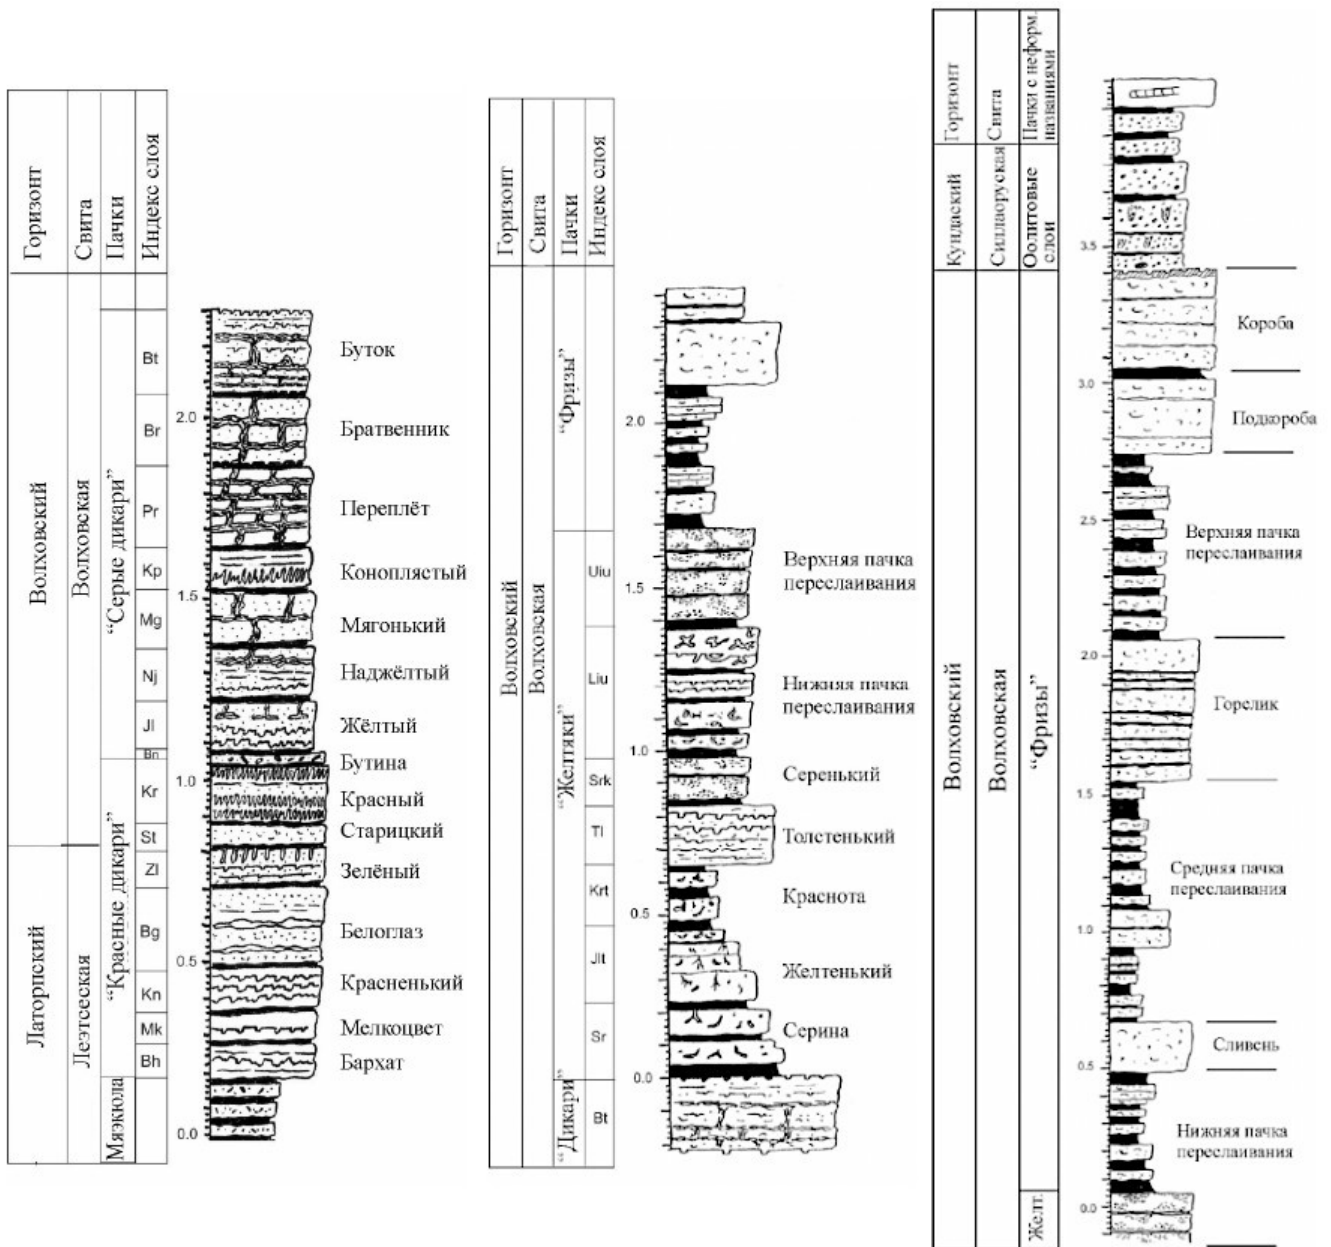 Горизонт
Свита
Пачки
Индекс слоя
Волховский
Латорпский
Волховская
Леэтсеская
“Серые дикари”
“Красные дикари”
Мяэкюла
Bt
Br
Pr
Kp
Mg
Nj
Jl
Bn
Kr
St
Zl
Bg
Kn
Mk
Bh
2.0
1.5
1.0
0.5
0.0
Буток
Братвенник
Переплёт
Коноплястый
Мягонький
Наджёлтый
Жёлтый
Бутина
Красный
Старицкий
Зелёный
Белоглаз
Красненький
Мелкоцвет
Бархат
Горизонт
Свита
Пачки
Индекс слоя
Волховский
Волховская
“Фризы”
“Желтяки”
“Дикари”
Uiu
Liu
Srk
Tl
Krt
Jlt
Sr
Bt
2.0
1.5
1.0
0.5
0.0
Верхняя пачка
переслаивания
Нижняя пачка
переслаивания
Серенький
Толстенький
Краснота
Желтенький
Серина
Горизонт
Свита
Пачки с неформ.
названиями
Кундаский
Силлаоруская
Оолитовые
слои
Волховский
Волховская
“Фризы”
Желт.
3.5
3.0
2.5
2.0
1.5
1.0
0.5
0.0
Короба
Подкороба
Верхняя пачка
переслаивания
Горелик
Средняя пачка
переслаивания
Сливень
Нижняя пачка
переслаивания